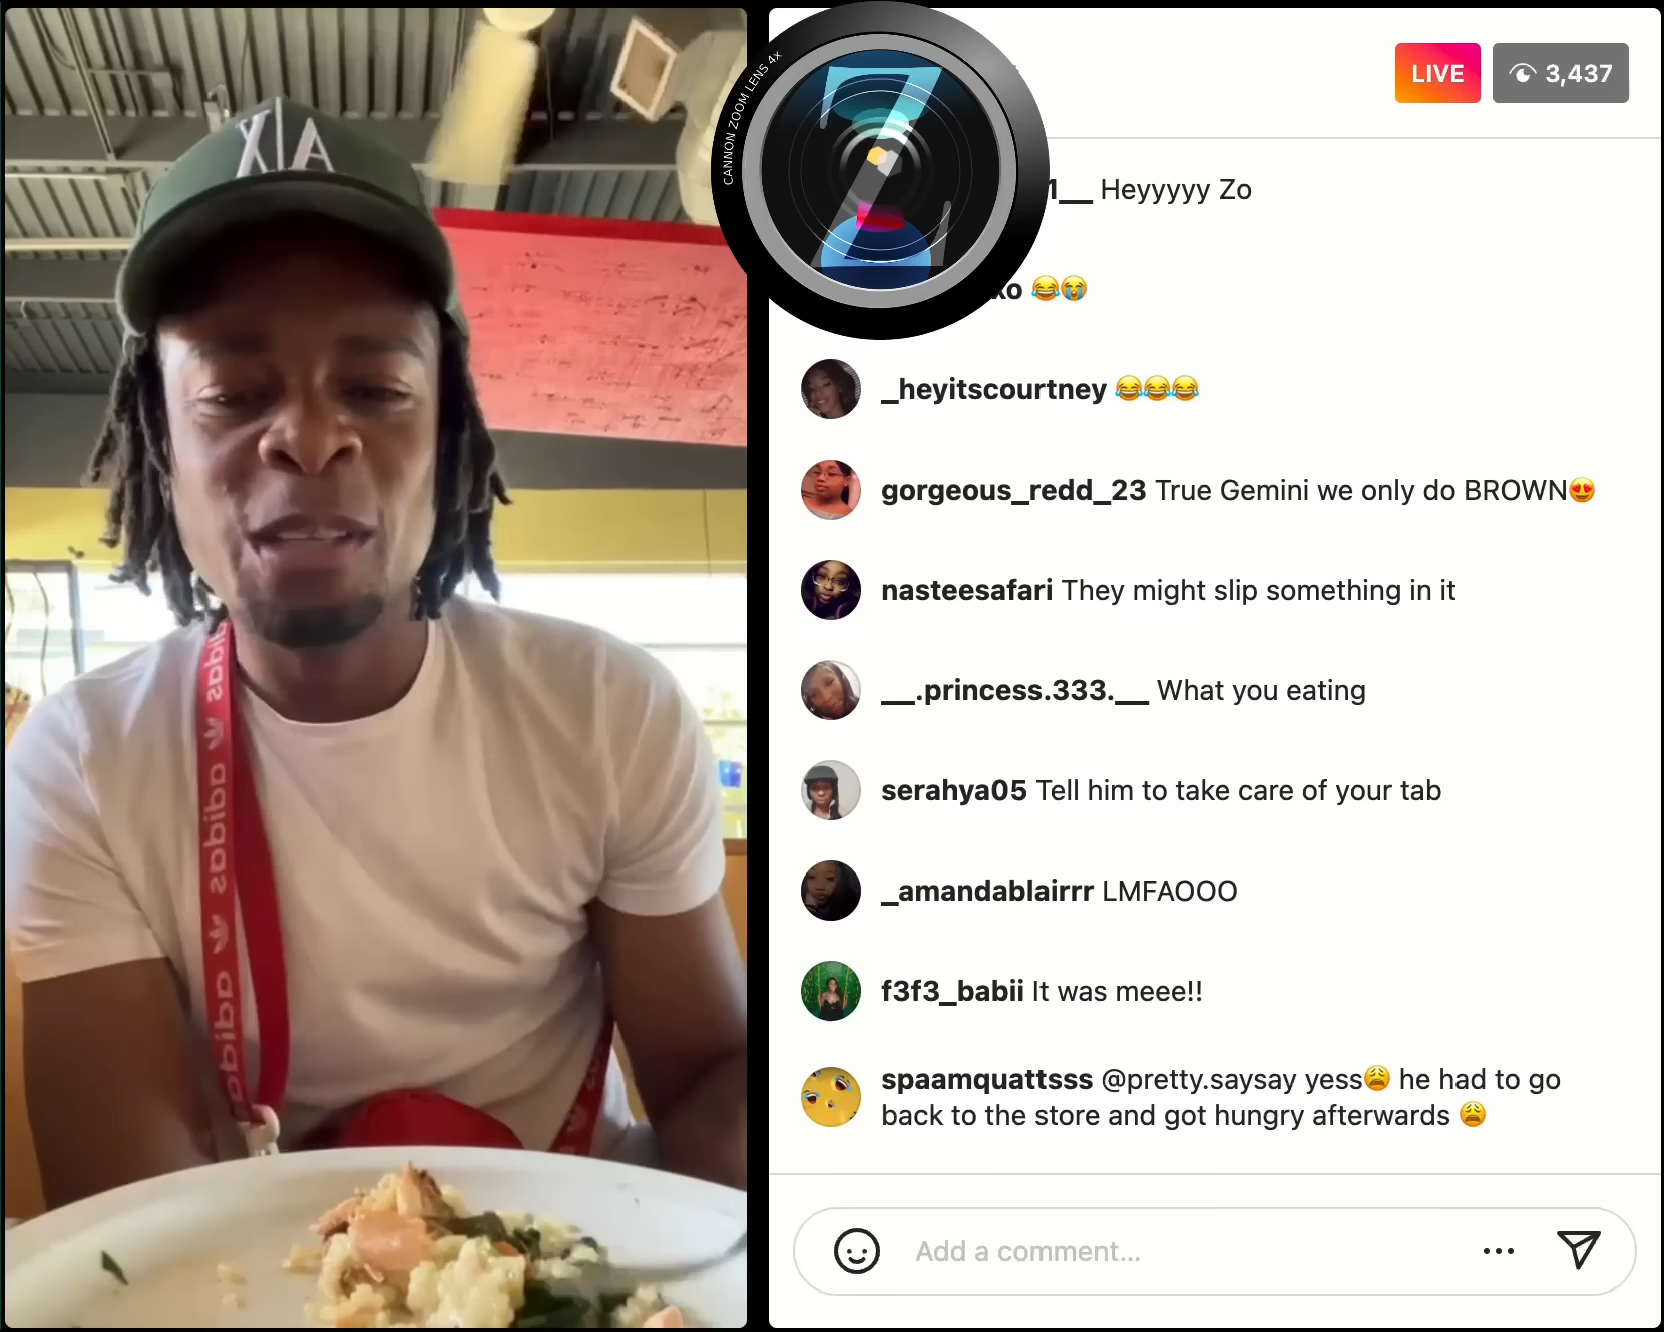 X|A
CANNON ZOOM LENS 4x
Z
LIVE 3,437
1__ Heyyyyy Zo
xo 😂😭
_heyitscourtney 😂😂😂
gorgeous_redd_23 True Gemini we only do BROWN😍
nasteesafari They might slip something in it
__.princess.333.__ What you eating
serahya05 Tell him to take care of your tab
_amandablairrr LMFAOOO
f3f3_babii It was meee!!
spaamquattsss @pretty.saysay yess😩 he had to go
back to the store and got hungry afterwards 😩
Add a comment...
adidas
adidas
adidas
adidas